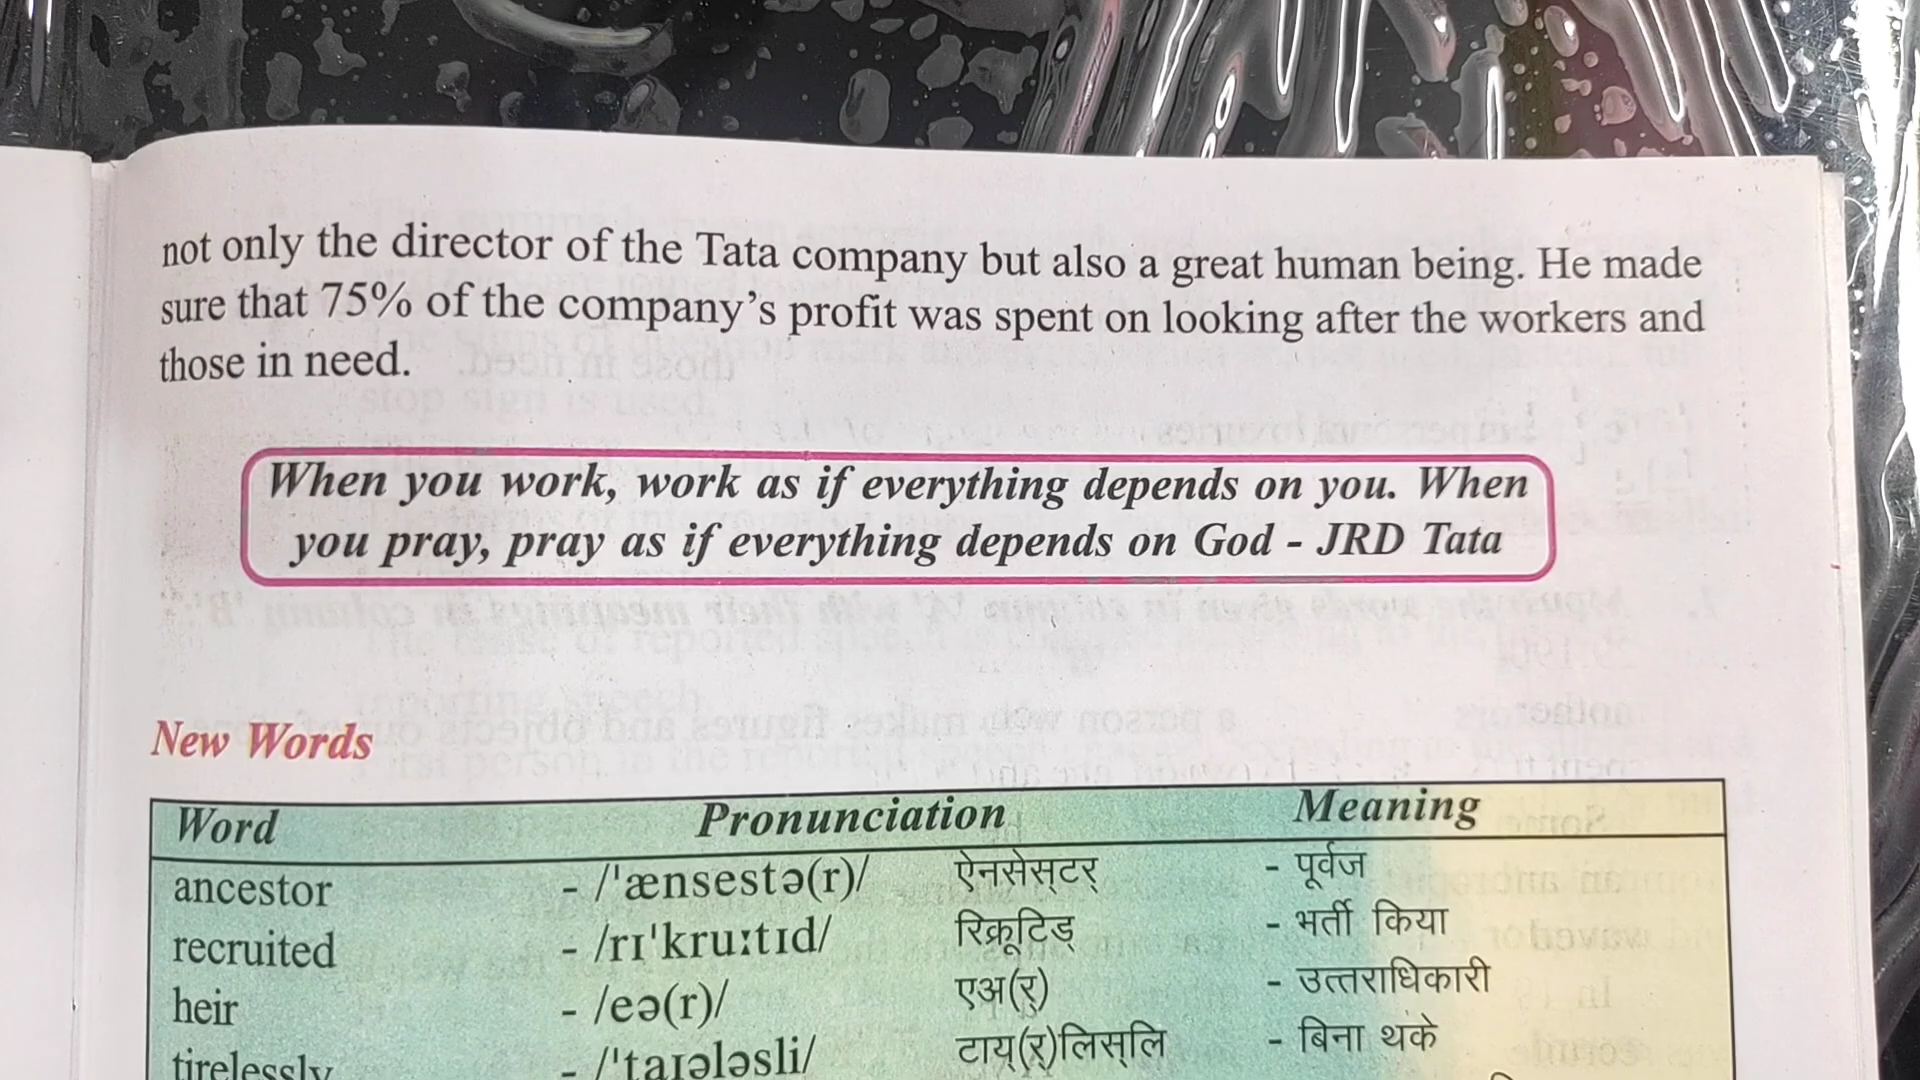 not only the director of the Tata company but also a great human being. He made
sure that 75% of the company's profit was spent on looking after the workers and
those in need.
When you work, work as if everything depends on you. When
you pray, pray as if everything depends on God - JRD Tata
New Words
Word Pronunciation Meaning
ancestor - /'ænsestə(r)/ ऐनसेस्‌टर् - पूर्वज
recruited - /rɪ'kruːtɪd/ रिक्रूटिड् - भर्ती किया
heir - /eə(r)/ एअ(र्) - उत्तराधिकारी
tirelessly - /'taɪələsli/ टाय्(र्)लिस्‌लि - बिना थके